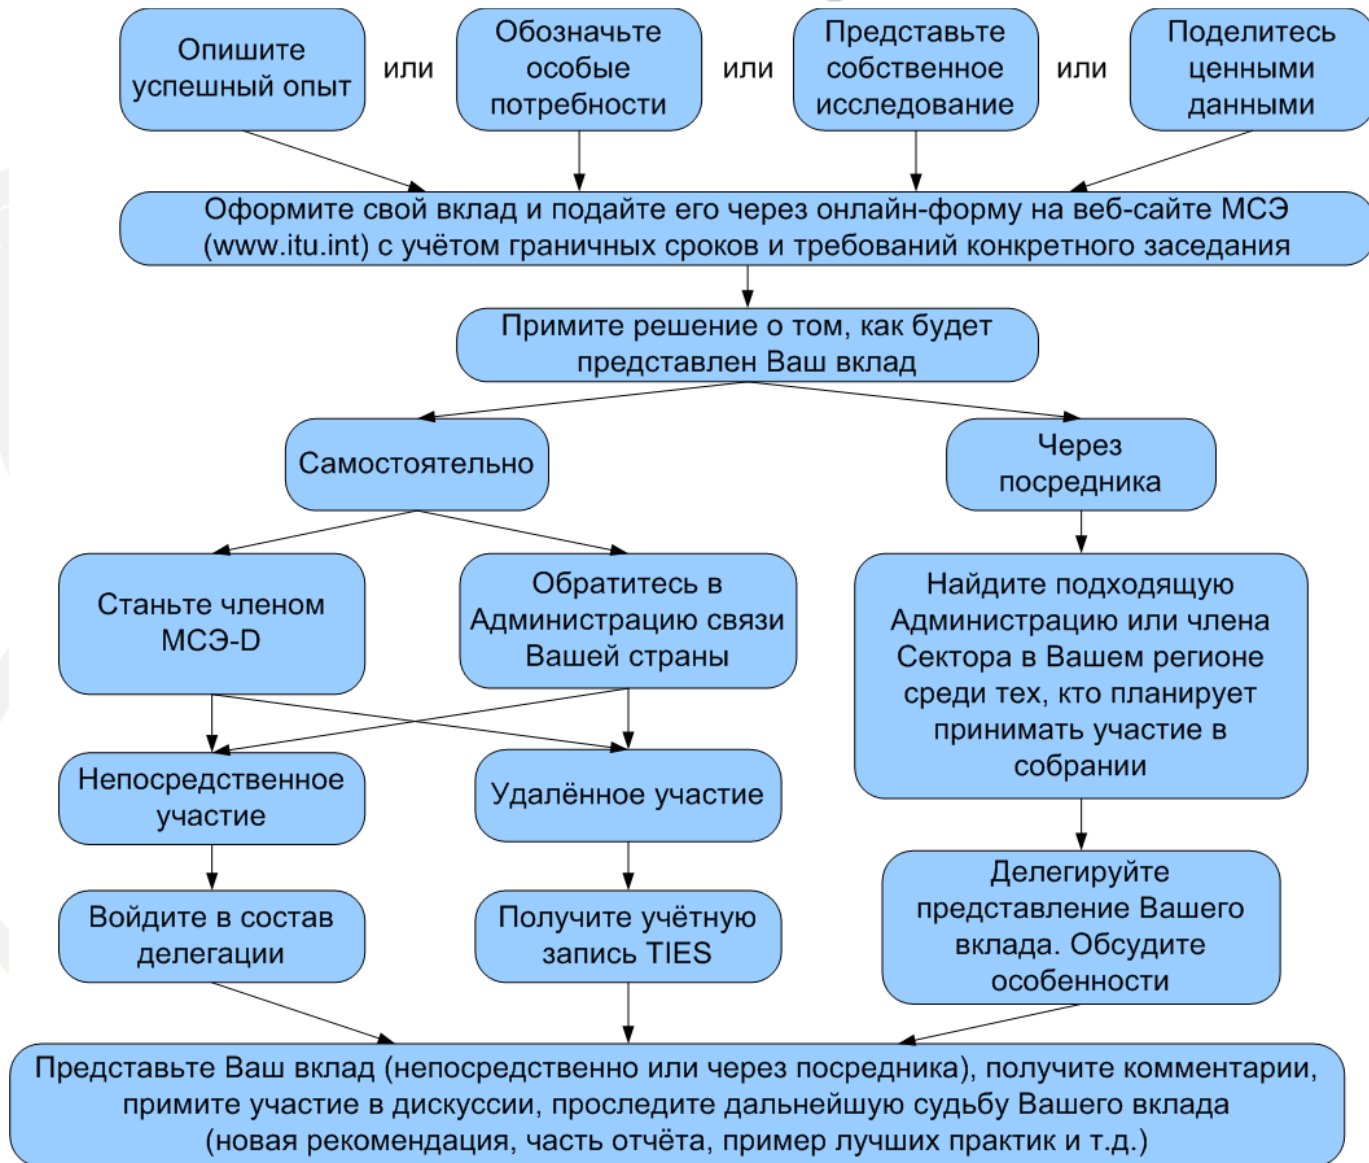 Опишите
успешный опыт
или
Обозначьте
особые
потребности
или
Представьте
собственное
исследование
или
Поделитесь
ценными
данными
Оформите свой вклад и подайте его через онлайн-форму на веб-сайте МСЭ
(www.itu.int) с учётом граничных сроков и требований конкретного заседания
Примите решение о том, как будет
представлен Ваш вклад
Самостоятельно
Через
посредника
Станьте членом
МСЭ-D
Обратитесь в
Администрацию связи
Вашей страны
Найдите подходящую
Администрацию или члена
Сектора в Вашем регионе
среди тех, кто планирует
принимать участие в
собрании
Непосредственное
участие
Удалённое участие
Войдите в состав
делегации
Получите учётную
запись TIES
Делегируйте
представление Вашего
вклада. Обсудите
особенности
Представьте Ваш вклад (непосредственно или через посредника), получите комментарии,
примите участие в дискуссии, проследите дальнейшую судьбу Вашего вклада
(новая рекомендация, часть отчёта, пример лучших практик и т.д.)